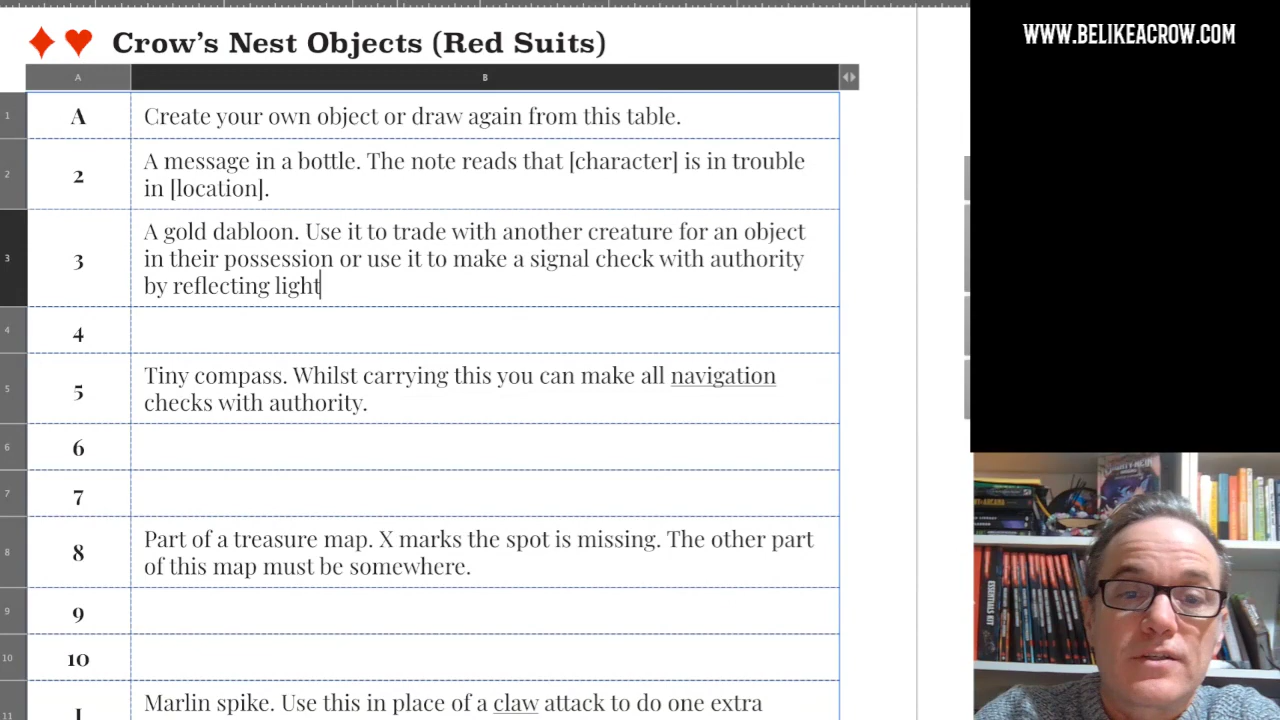 WWW.BELIKEACROW.COM
Crow's Nest Objects (Red Suits)
A
B
1
A
Create your own object or draw again from this table.
2
2
A message in a bottle. The note reads that [character] is in trouble
in [location].
3
3
A gold dabloon. Use it to trade with another creature for an object
in their possession or use it to make a signal check with authority
by reflecting light
4
4
5
5
Tiny compass. Whilst carrying this you can make all navigation
checks with authority.
6
6
7
7
8
8
Part of a treasure map. X marks the spot is missing. The other part
of this map must be somewhere.
9
9
10
10
11
J
Marlin spike. Use this in place of a claw attack to do one extra
ESSENTIALS KIT